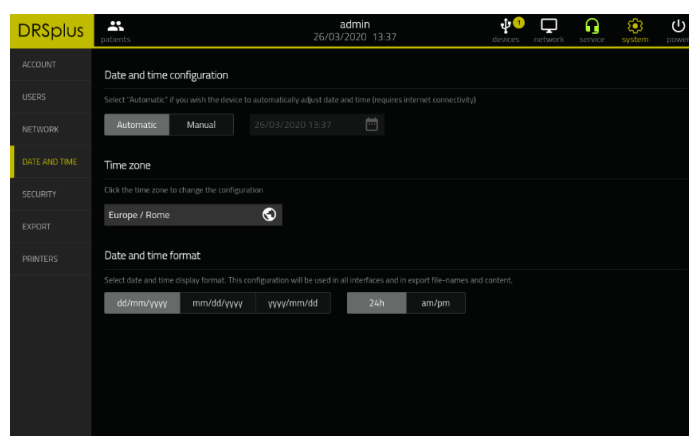 DRSplus
patients
admin
26/03/2020 13:37
1
devices
network
service
system
power
ACCOUNT
USERS
NETWORK
DATE AND TIME
SECURITY
EXPORT
PRINTERS
Date and time configuration
Select "Automatic" if you wish the device to automatically adjust date and time (requires internet connectivity)
Automatic Manual 26/03/2020 13:37
Time zone
Click the time zone to change the configuration
Europe / Rome
Date and time format
Select date and time display format. This configuration will be used in all interfaces and in export file-names and content.
dd/mm/yyyy mm/dd/yyyy yyyy/mm/dd 24h am/pm